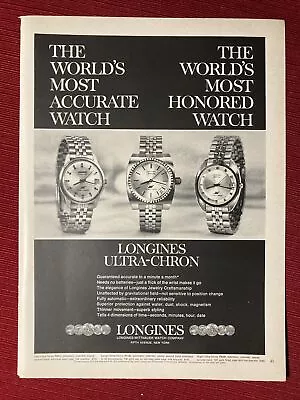 THE
WORLD'S
MOST
ACCURATE
WATCH
THE
WORLD'S
MOST
HONORED
WATCH
LONGINES
ULTRA-CHRON
Guaranteed accurate to a minute a month*
Needs no batteries—just a flick of the wrist makes it go
The elegance of Longines Jewelry Craftsmanship
Unaffected by gravitational field—not sensitive to position change
Fully automatic—extraordinary reliability
Superior protection against water, dust, shock, magnetism
Thinner movement—superb styling
Tells 4 dimensions of time—seconds, minutes, hour, date
LONGINES
LONGINES-WITTNAUER WATCH COMPANY
FIFTH AVENUE, NEW YORK